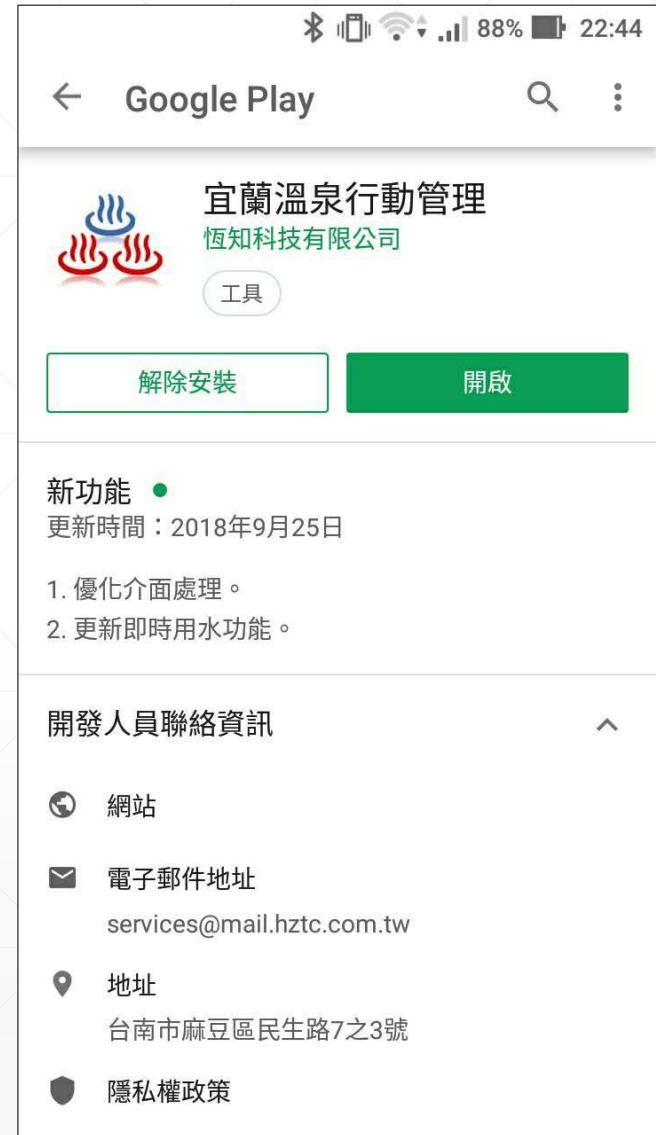 88% 22:44
Google Play
宜蘭溫泉行動管理
恆知科技有限公司
工具
解除安裝
開啟
新功能
更新時間：2018年9月25日
1. 優化介面處理。
2. 更新即時用水功能。
開發人員聯絡資訊
網站
電子郵件地址
services@mail.hztc.com.tw
地址
台南市麻豆區民生路7之3號
隱私權政策